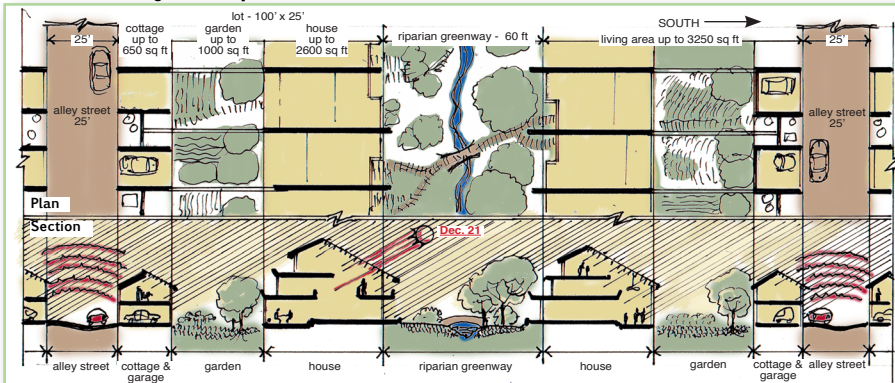 lot - 100' x 25'
25'
cottage
up to
650 sq ft
garden
up to
1000 sq ft
house
up to
2600 sq ft
riparian greenway - 60 ft
SOUTH
living area up to 3250 sq ft
25'
alley street
25'
alley street
25'
Plan
Section
Dec. 21
alley street
cottage &
garage
garden
house
riparian greenway
house
garden
cottage &
garage
alley street